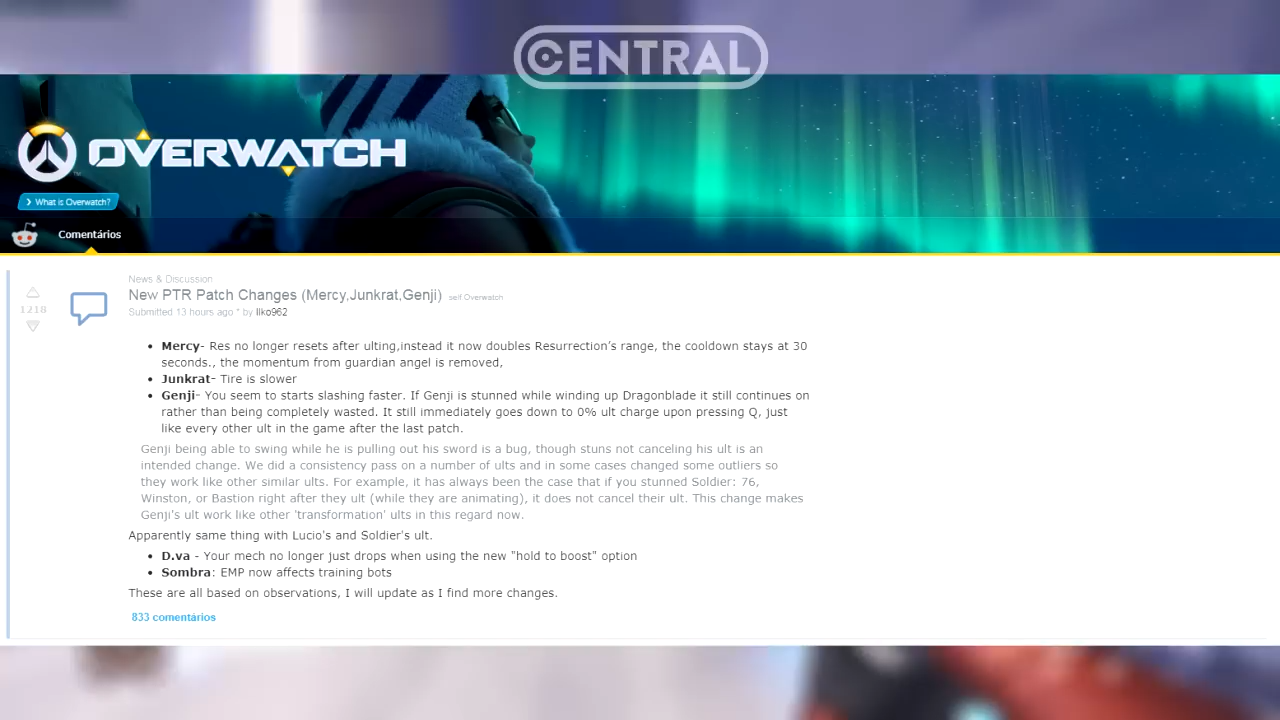 CENTRAL
OVERWATCH
What is Overwatch?
Comentários
News & Discussion
New PTR Patch Changes (Mercy,Junkrat,Genji) self Overwatch
1218
Submitted 13 hours ago * by Ilko962
• Mercy- Res no longer resets after ulting,instead it now doubles Resurrection's range, the cooldown stays at 30
seconds., the momentum from guardian angel is removed,
• Junkrat- Tire is slower
• Genji- You seem to starts slashing faster. If Genji is stunned while winding up Dragonblade it still continues on
rather than being completely wasted. It still immediately goes down to 0% ult charge upon pressing Q, just
like every other ult in the game after the last patch.
Genji being able to swing while he is pulling out his sword is a bug, though stuns not canceling his ult is an
intended change. We did a consistency pass on a number of ults and in some cases changed some outliers so
they work like other similar ults. For example, it has always been the case that if you stunned Soldier: 76,
Winston, or Bastion right after they ult (while they are animating), it does not cancel their ult. This change makes
Genji's ult work like other 'transformation' ults in this regard now.
Apparently same thing with Lucio's and Soldier's ult.
• D.va - Your mech no longer just drops when using the new "hold to boost" option
• Sombra: EMP now affects training bots
These are all based on observations, I will update as I find more changes.
833 comentários